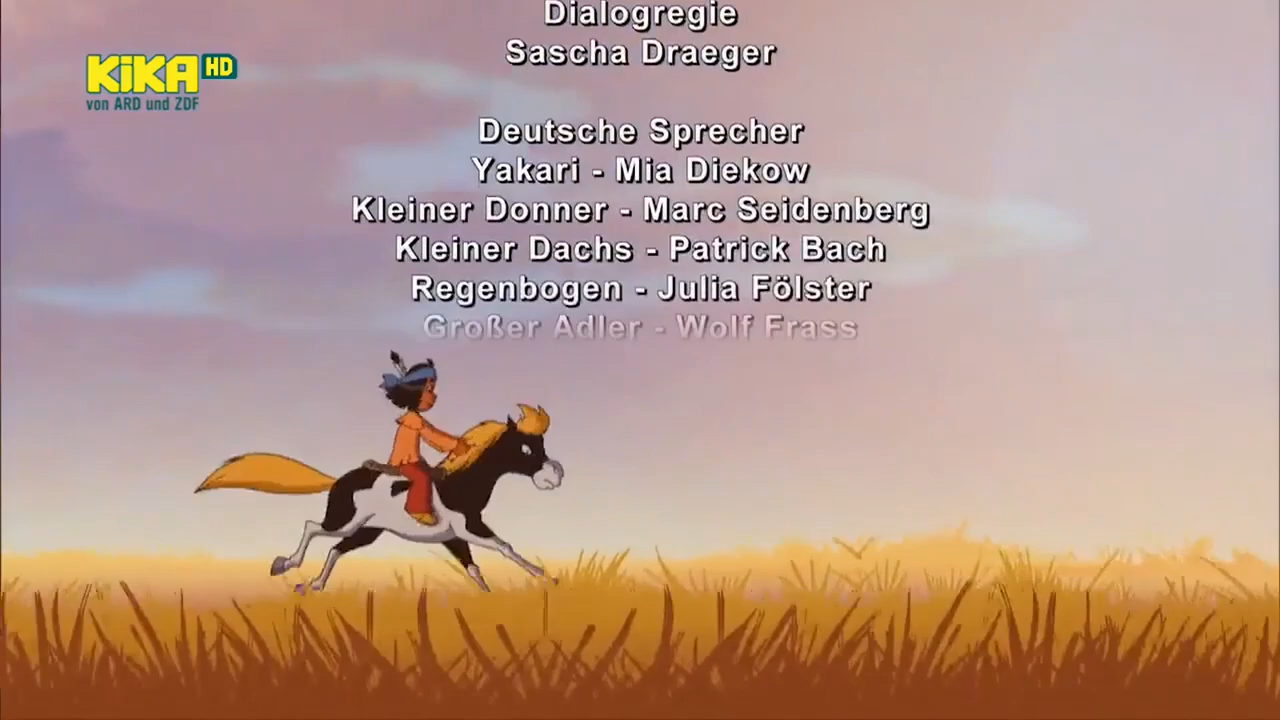 Dialogregie
Sascha Draeger
KiKA HD
von ARD und ZDF
Deutsche Sprecher
Yakari - Mia Diekow
Kleiner Donner - Marc Seidenberg
Kleiner Dachs - Patrick Bach
Regenbogen - Julia Fölster
Großer Adler - Wolf Frass